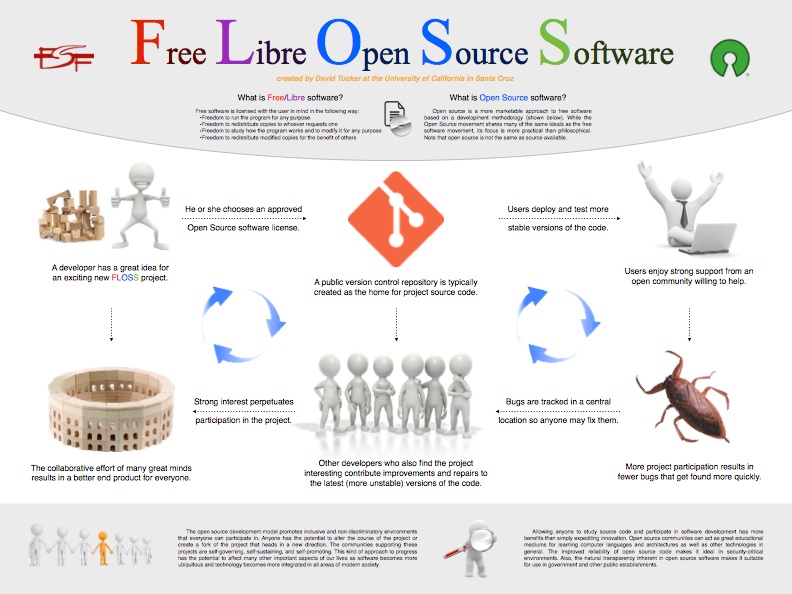 FSF
Free Libre Open Source Software
created by David Tucker at the University of California in Santa Cruz
What is Free/Libre software?
Free software is licensed with the user in mind in the following way:
•Freedom to run the program for any purpose
•Freedom to redistribute copies to whoever requests one
•Freedom to study how the program works and to modify it for any purpose
•Freedom to redistribute modified copies for the benefit of others
What is Open Source software?
Open source is a more marketable approach to free software
based on a development methodology (shown below). While the
Open Source movement shares many of the same ideals as the free
software movement, its focus is more practical than philosophical.
Note that open source is not the same as source available.
A developer has a great idea for
an exciting new FLOSS project.
He or she chooses an approved
Open Source software license.
A public version control repository is typically
created as the home for project source code.
Users deploy and test more
stable versions of the code.
Users enjoy strong support from an
open community willing to help.
The collaborative effort of many great minds
results in a better end product for everyone.
Strong interest perpetuates
participation in the project.
Other developers who also find the project
interesting contribute improvements and repairs to
the latest (more unstable) versions of the code.
Bugs are tracked in a central
location so anyone may fix them.
More project participation results in
fewer bugs that get found more quickly.
The open source development model promotes inclusive and non-discriminatory environments
that everyone can participate in. Anyone has the potential to alter the course of the project or
create a fork of the project that heads in a new direction. The communities supporting these
projects are self-governing, self-sustaining, and self-promoting. This kind of approach to progress
has the potential to affect many other important aspects of our lives as software becomes more
ubiquitous and technology becomes more integrated in all areas of modern society.
Allowing anyone to study source code and participate in software development has more
benefits than simply expediting innovation. Open source communities can act as great educational
mediums for learning computer languages and architectures as well as other technologies in
general. The improved reliability of open source code makes it ideal in security-critical
environments. Also, the natural transparency inherent in open source software makes it suitable
for use in government and other public establishments.